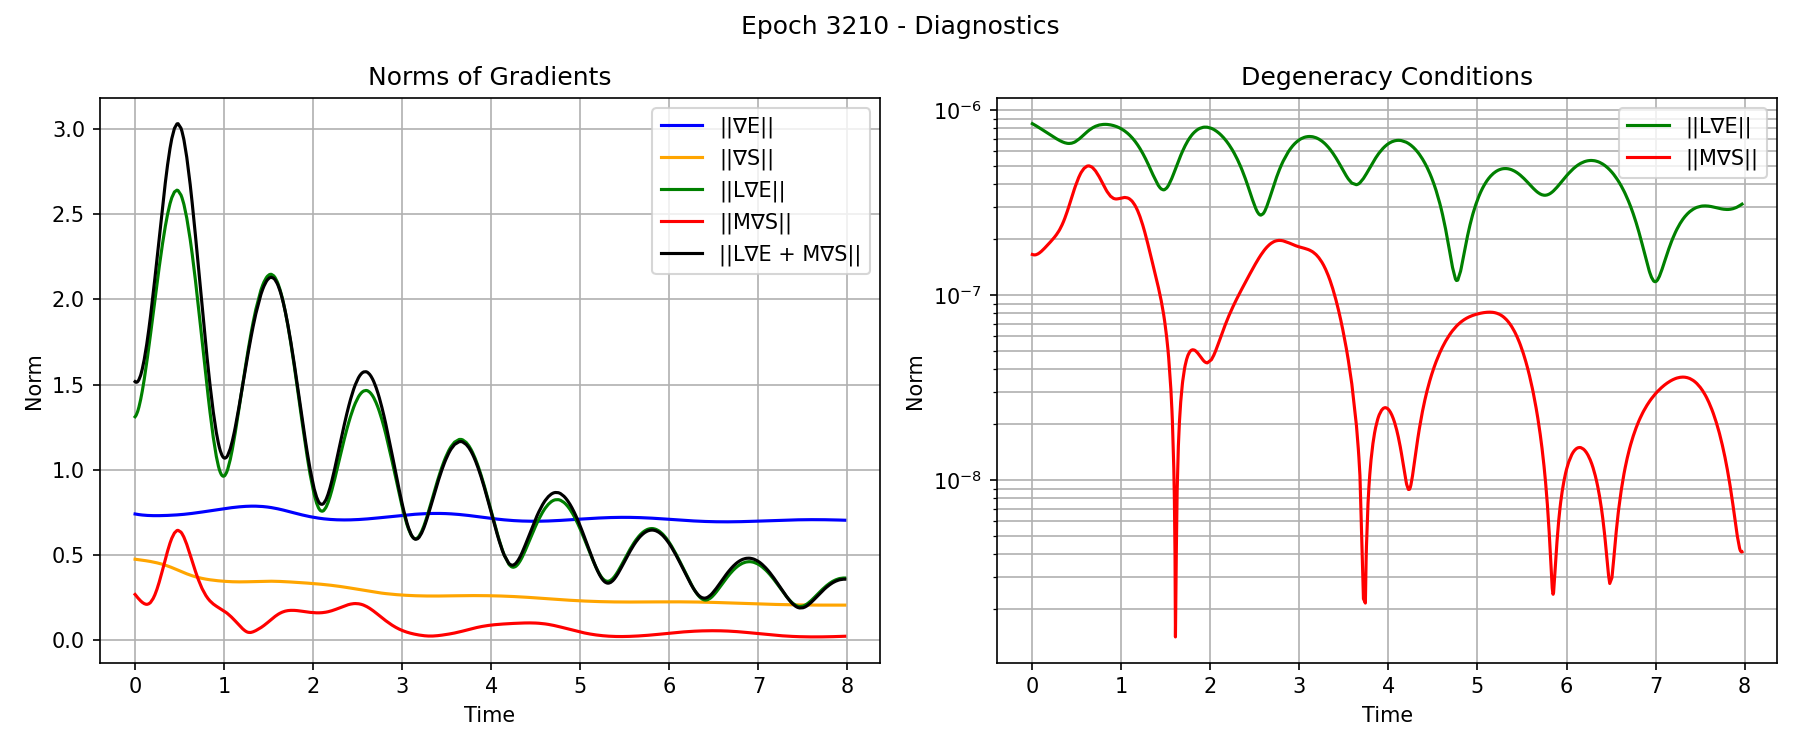 Epoch 3210 - Diagnostics
Norms of Gradients
3.0
2.5
2.0
1.5
1.0
0.5
0.0
Norm
0 1 2 3 4 5 6 7 8
Time
||∇E||
||∇S||
||L∇E||
||M∇S||
||L∇E + M∇S||
Degeneracy Conditions
10⁻⁶
10⁻⁷
10⁻⁸
Norm
0 1 2 3 4 5 6 7 8
Time
||L∇E||
||M∇S||